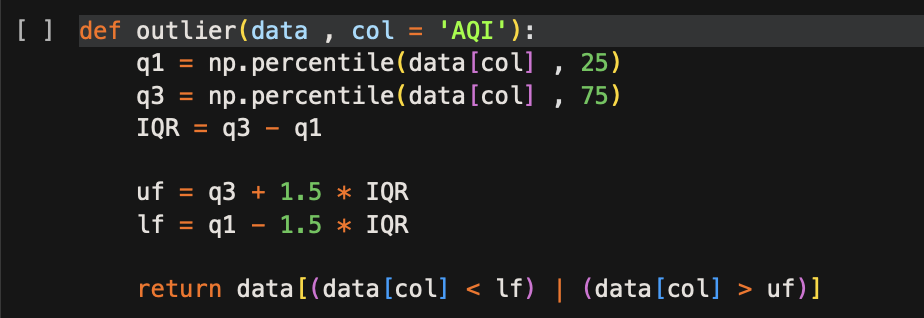 [ ] def outlier(data , col = 'AQI'):
q1 = np.percentile(data[col] , 25)
q3 = np.percentile(data[col] , 75)
IQR = q3 - q1
uf = q3 + 1.5 * IQR
lf = q1 - 1.5 * IQR
return data[(data[col] < lf) | (data[col] > uf)]